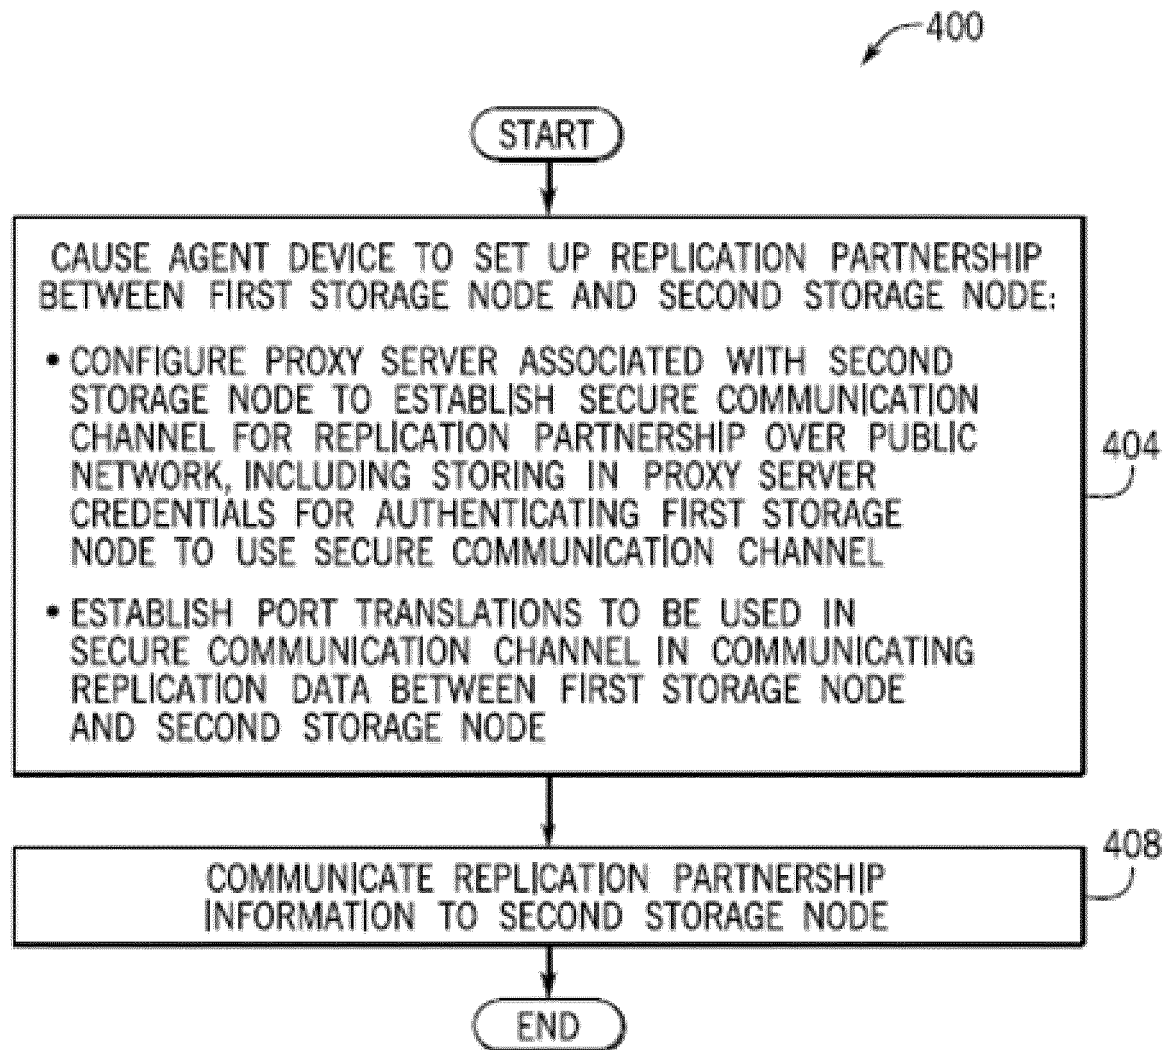 400
START
CAUSE AGENT DEVICE TO SET UP REPLICATION PARTNERSHIP
BETWEEN FIRST STORAGE NODE AND SECOND STORAGE NODE:
• CONFIGURE PROXY SERVER ASSOCIATED WITH SECOND
STORAGE NODE TO ESTABLISH SECURE COMMUNICATION
CHANNEL FOR REPLICATION PARTNERSHIP OVER PUBLIC
NETWORK, INCLUDING STORING IN PROXY SERVER
CREDENTIALS FOR AUTHENTICATING FIRST STORAGE
NODE TO USE SECURE COMMUNICATION CHANNEL
• ESTABLISH PORT TRANSLATIONS TO BE USED IN
SECURE COMMUNICATION CHANNEL IN COMMUNICATING
REPLICATION DATA BETWEEN FIRST STORAGE NODE
AND SECOND STORAGE NODE
404
COMMUNICATE REPLICATION PARTNERSHIP
INFORMATION TO SECOND STORAGE NODE
408
END